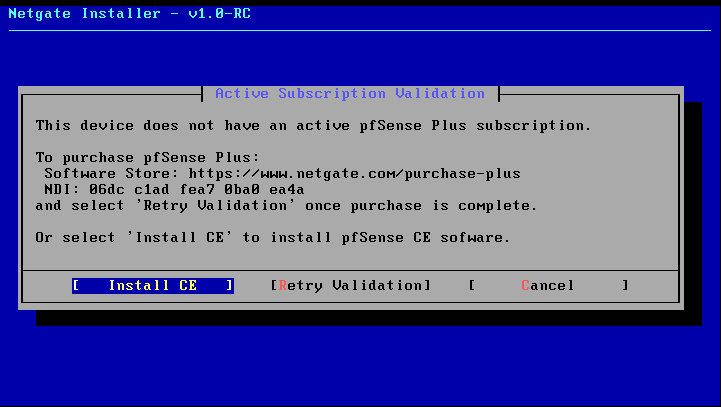 Netgate Installer - v1.0-RC
Active Subscription Validation
This device does not have an active pfSense Plus subscription.
To purchase pfSense Plus:
Software Store: https://www.netgate.com/purchase-plus
NDI: 06dc c1ad fea7 0ba0 ea4a
and select 'Retry Validation' once purchase is complete.
Or select 'Install CE' to install pfSense CE sofware.
[   Install CE   ]    [Retry Validation]    [     Cancel     ]